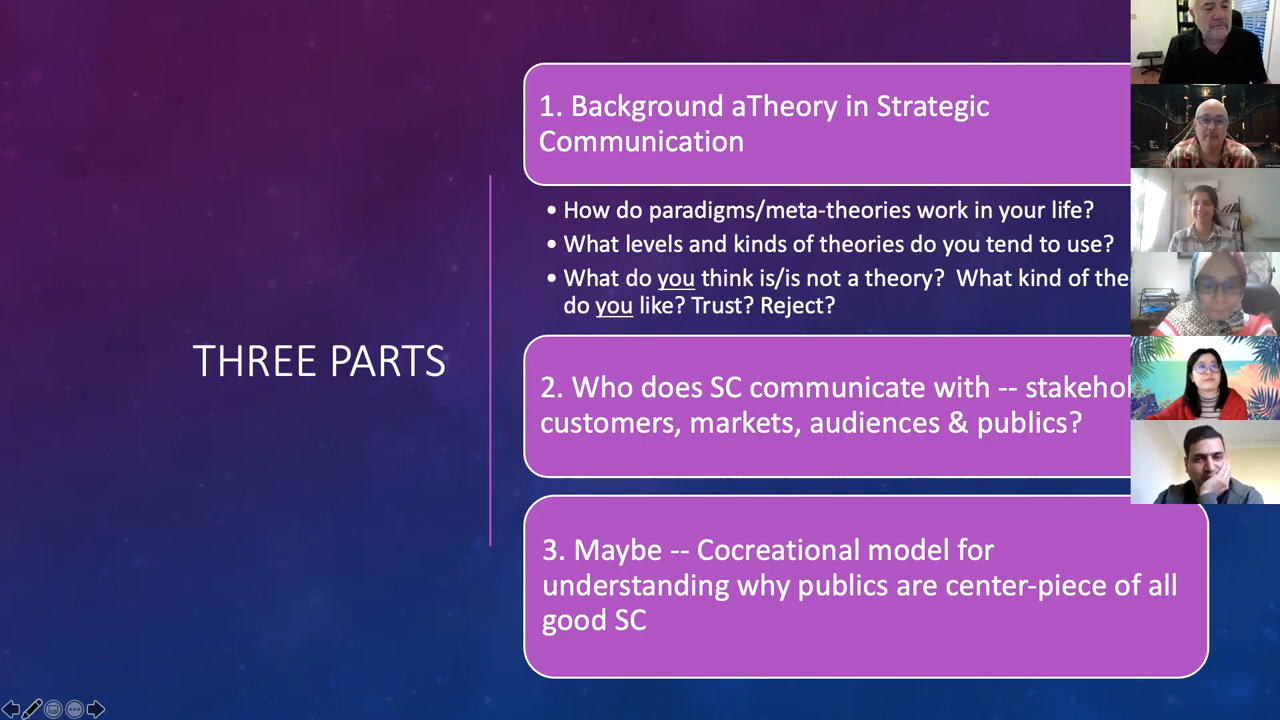 THREE PARTS
1. Background aTheory in Strategic
Communication
• How do paradigms/meta-theories work in your life?
• What levels and kinds of theories do you tend to use?
• What do you think is/is not a theory?  What kind of
do you like? Trust? Reject?
2. Who does SC communicate with --
customers, markets, audiences & publics?
3. Maybe -- Cocreational model for
understanding why publics are center-piece of all
good SC